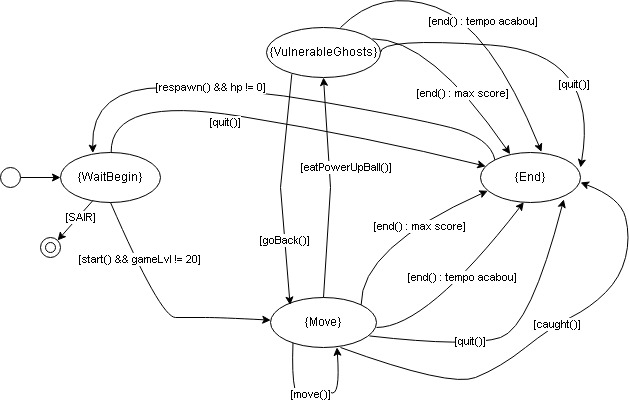 [end() : tempo acabou]
{VulnerableGhosts}
[respawn() && hp != 0]
[end() : max score]
[quit()]
[quit()]
[eatPowerUpBall()]
{WaitBegin}
{End}
[SAIR]
[end() : max score]
[goBack()]
[start() && gameLvl != 20]
[end() : tempo acabou]
{Move}
[caught()]
[quit()]
[move()]